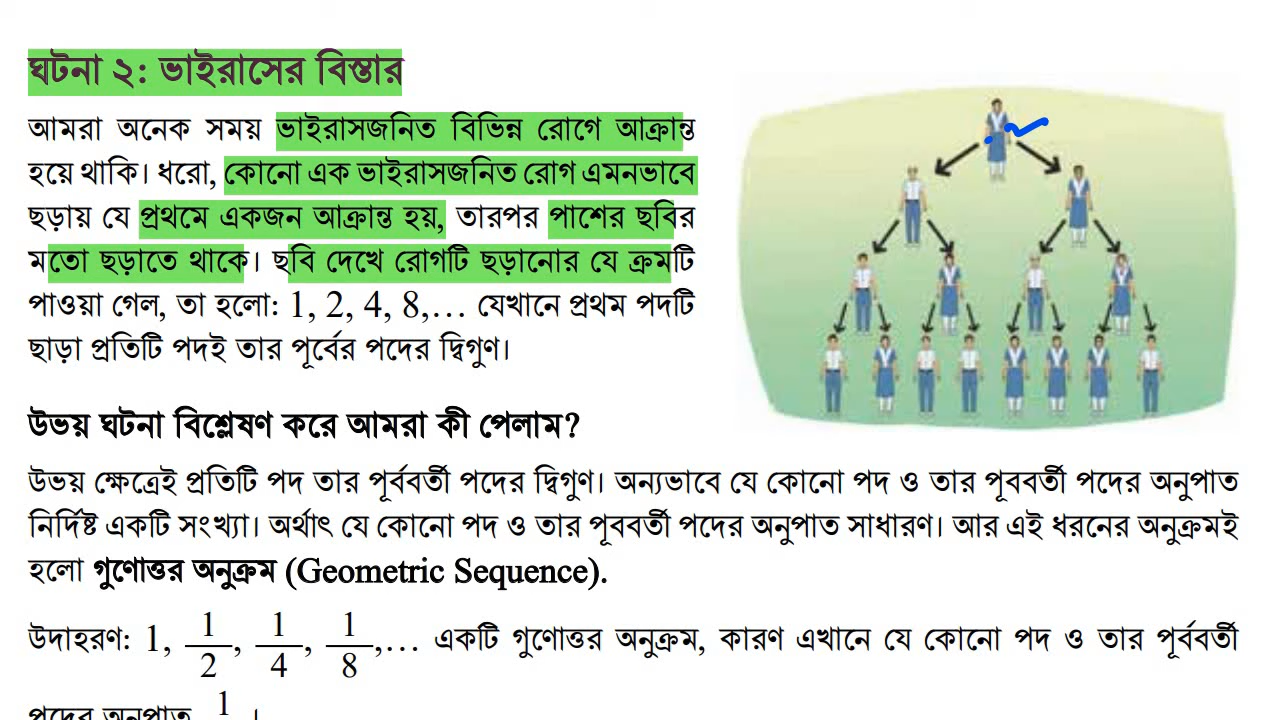 ঘটনা ২: ভাইরাসের বিস্তার
আমরা অনেক সময় ভাইরাসজনিত বিভিন্ন রোগে আক্রান্ত
হয়ে থাকি। ধরো, কোনো এক ভাইরাসজনিত রোগ এমনভাবে
ছড়ায় যে প্রথমে একজন আক্রান্ত হয়, তারপর পাশের ছবির
মতো ছড়াতে থাকে। ছবি দেখে রোগটি ছড়ানোর যে ক্রমটি
পাওয়া গেল, তা হলো: 1, 2, 4, 8,... যেখানে প্রথম পদটি
ছাড়া প্রতিটি পদই তার পূর্বের পদের দ্বিগুণ।
উভয় ঘটনা বিশ্লেষণ করে আমরা কী পেলাম?
উভয় ক্ষেত্রেই প্রতিটি পদ তার পূর্ববর্তী পদের দ্বিগুণ। অন্যভাবে যে কোনো পদ ও তার পূববর্তী পদের অনুপাত
নির্দিষ্ট একটি সংখ্যা। অর্থাৎ যে কোনো পদ ও তার পূববর্তী পদের অনুপাত সাধারণ। আর এই ধরনের অনুক্রমই
হলো গুণোত্তর অনুক্রম (Geometric Sequence).
উদাহরণ: 1, 1/2, 1/4, 1/8,... একটি গুণোত্তর অনুক্রম, কারণ এখানে যে কোনো পদ ও তার পূর্ববর্তী
পদের অনুপাত 1 ।